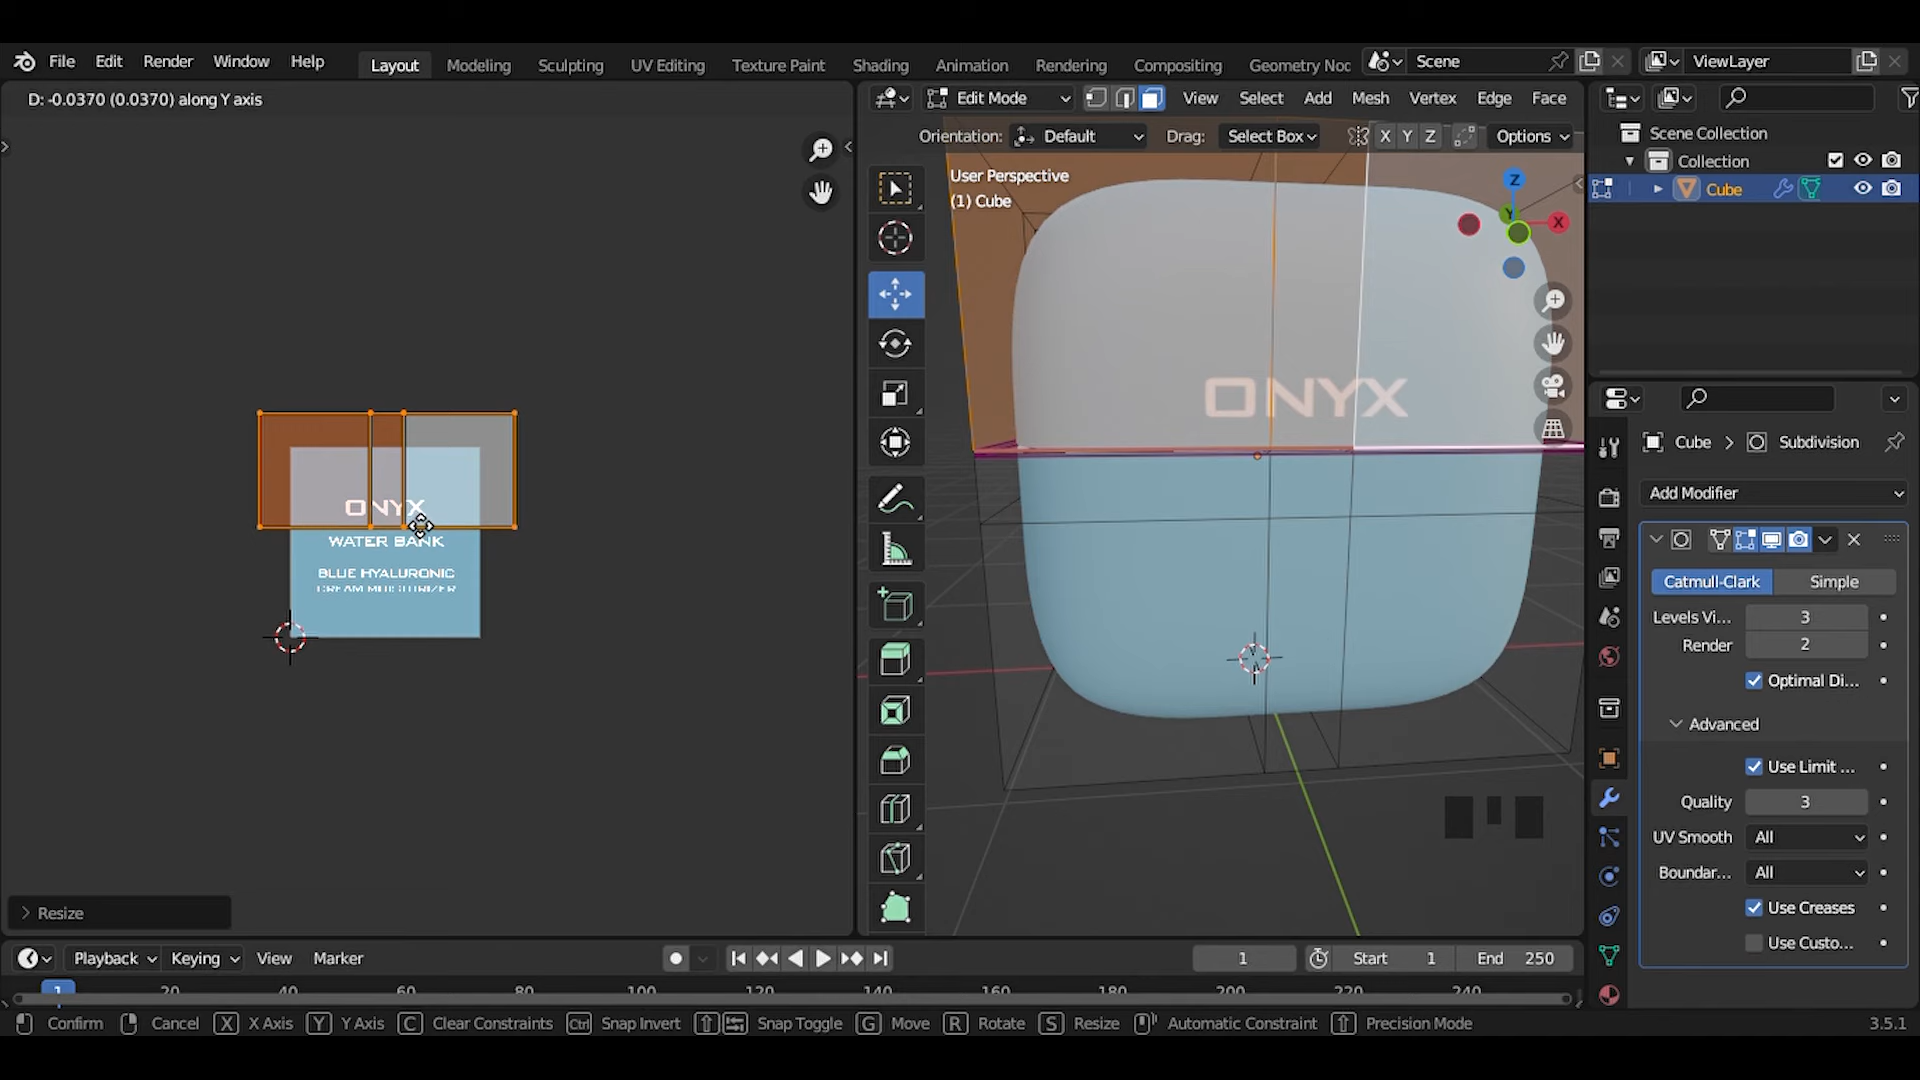 File Edit Render Window Help Layout Modeling Sculpting UV Editing Texture Paint Shading Animation Rendering Compositing Geometry Noc Scene ViewLayer
D: -0.0370 (0.0370) along Y axis
Edit Mode View Select Add Mesh Vertex Edge Face
Orientation: Default Drag: Select Box X Y Z Options
User Perspective
(1) Cube
Z
Y
X
ONYX
ONYX
WATER BANK
BLUE HYALURONIC
CREAM MOISTURIZER
Resize
Scene Collection
Collection
Cube
Cube Subdivision
Add Modifier
Catmull-Clark Simple
Levels Vi... 3
Render 2
Optimal Di...
Advanced
Use Limit ...
Quality 3
UV Smooth All
Boundar... All
Use Creases
Use Custo...
Playback Keying View Marker 1 Start 1 End 250
1 20 40 60 80 100 120 140 160 180 200 220 240
Confirm Cancel X X Axis Y Y Axis C Clear Constraints Ctrl Snap Invert Snap Toggle G Move R Rotate S Resize Automatic Constraint Precision Mode 3.5.1